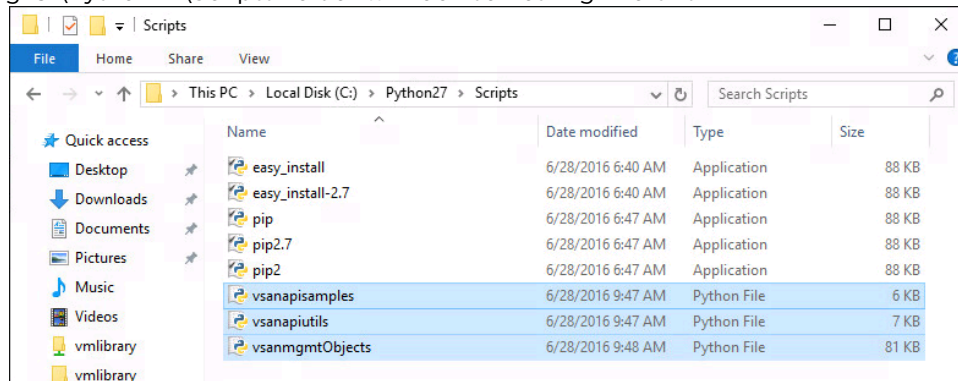 Scripts
File Home Share View
This PC > Local Disk (C:) > Python27 > Scripts Search Scripts
Name Date modified Type Size
Quick access
Desktop
Downloads
Documents
Pictures
Music
Videos
vmlibrary
vmlibrary
easy_install 6/28/2016 6:40 AM Application 88 KB
easy_install-2.7 6/28/2016 6:40 AM Application 88 KB
pip 6/28/2016 6:47 AM Application 88 KB
pip2.7 6/28/2016 6:47 AM Application 88 KB
pip2 6/28/2016 6:47 AM Application 88 KB
vsanapisamples 6/28/2016 9:47 AM Python File 6 KB
vsanapiutils 6/28/2016 9:47 AM Python File 7 KB
vsanmgmtObjects 6/28/2016 9:48 AM Python File 81 KB